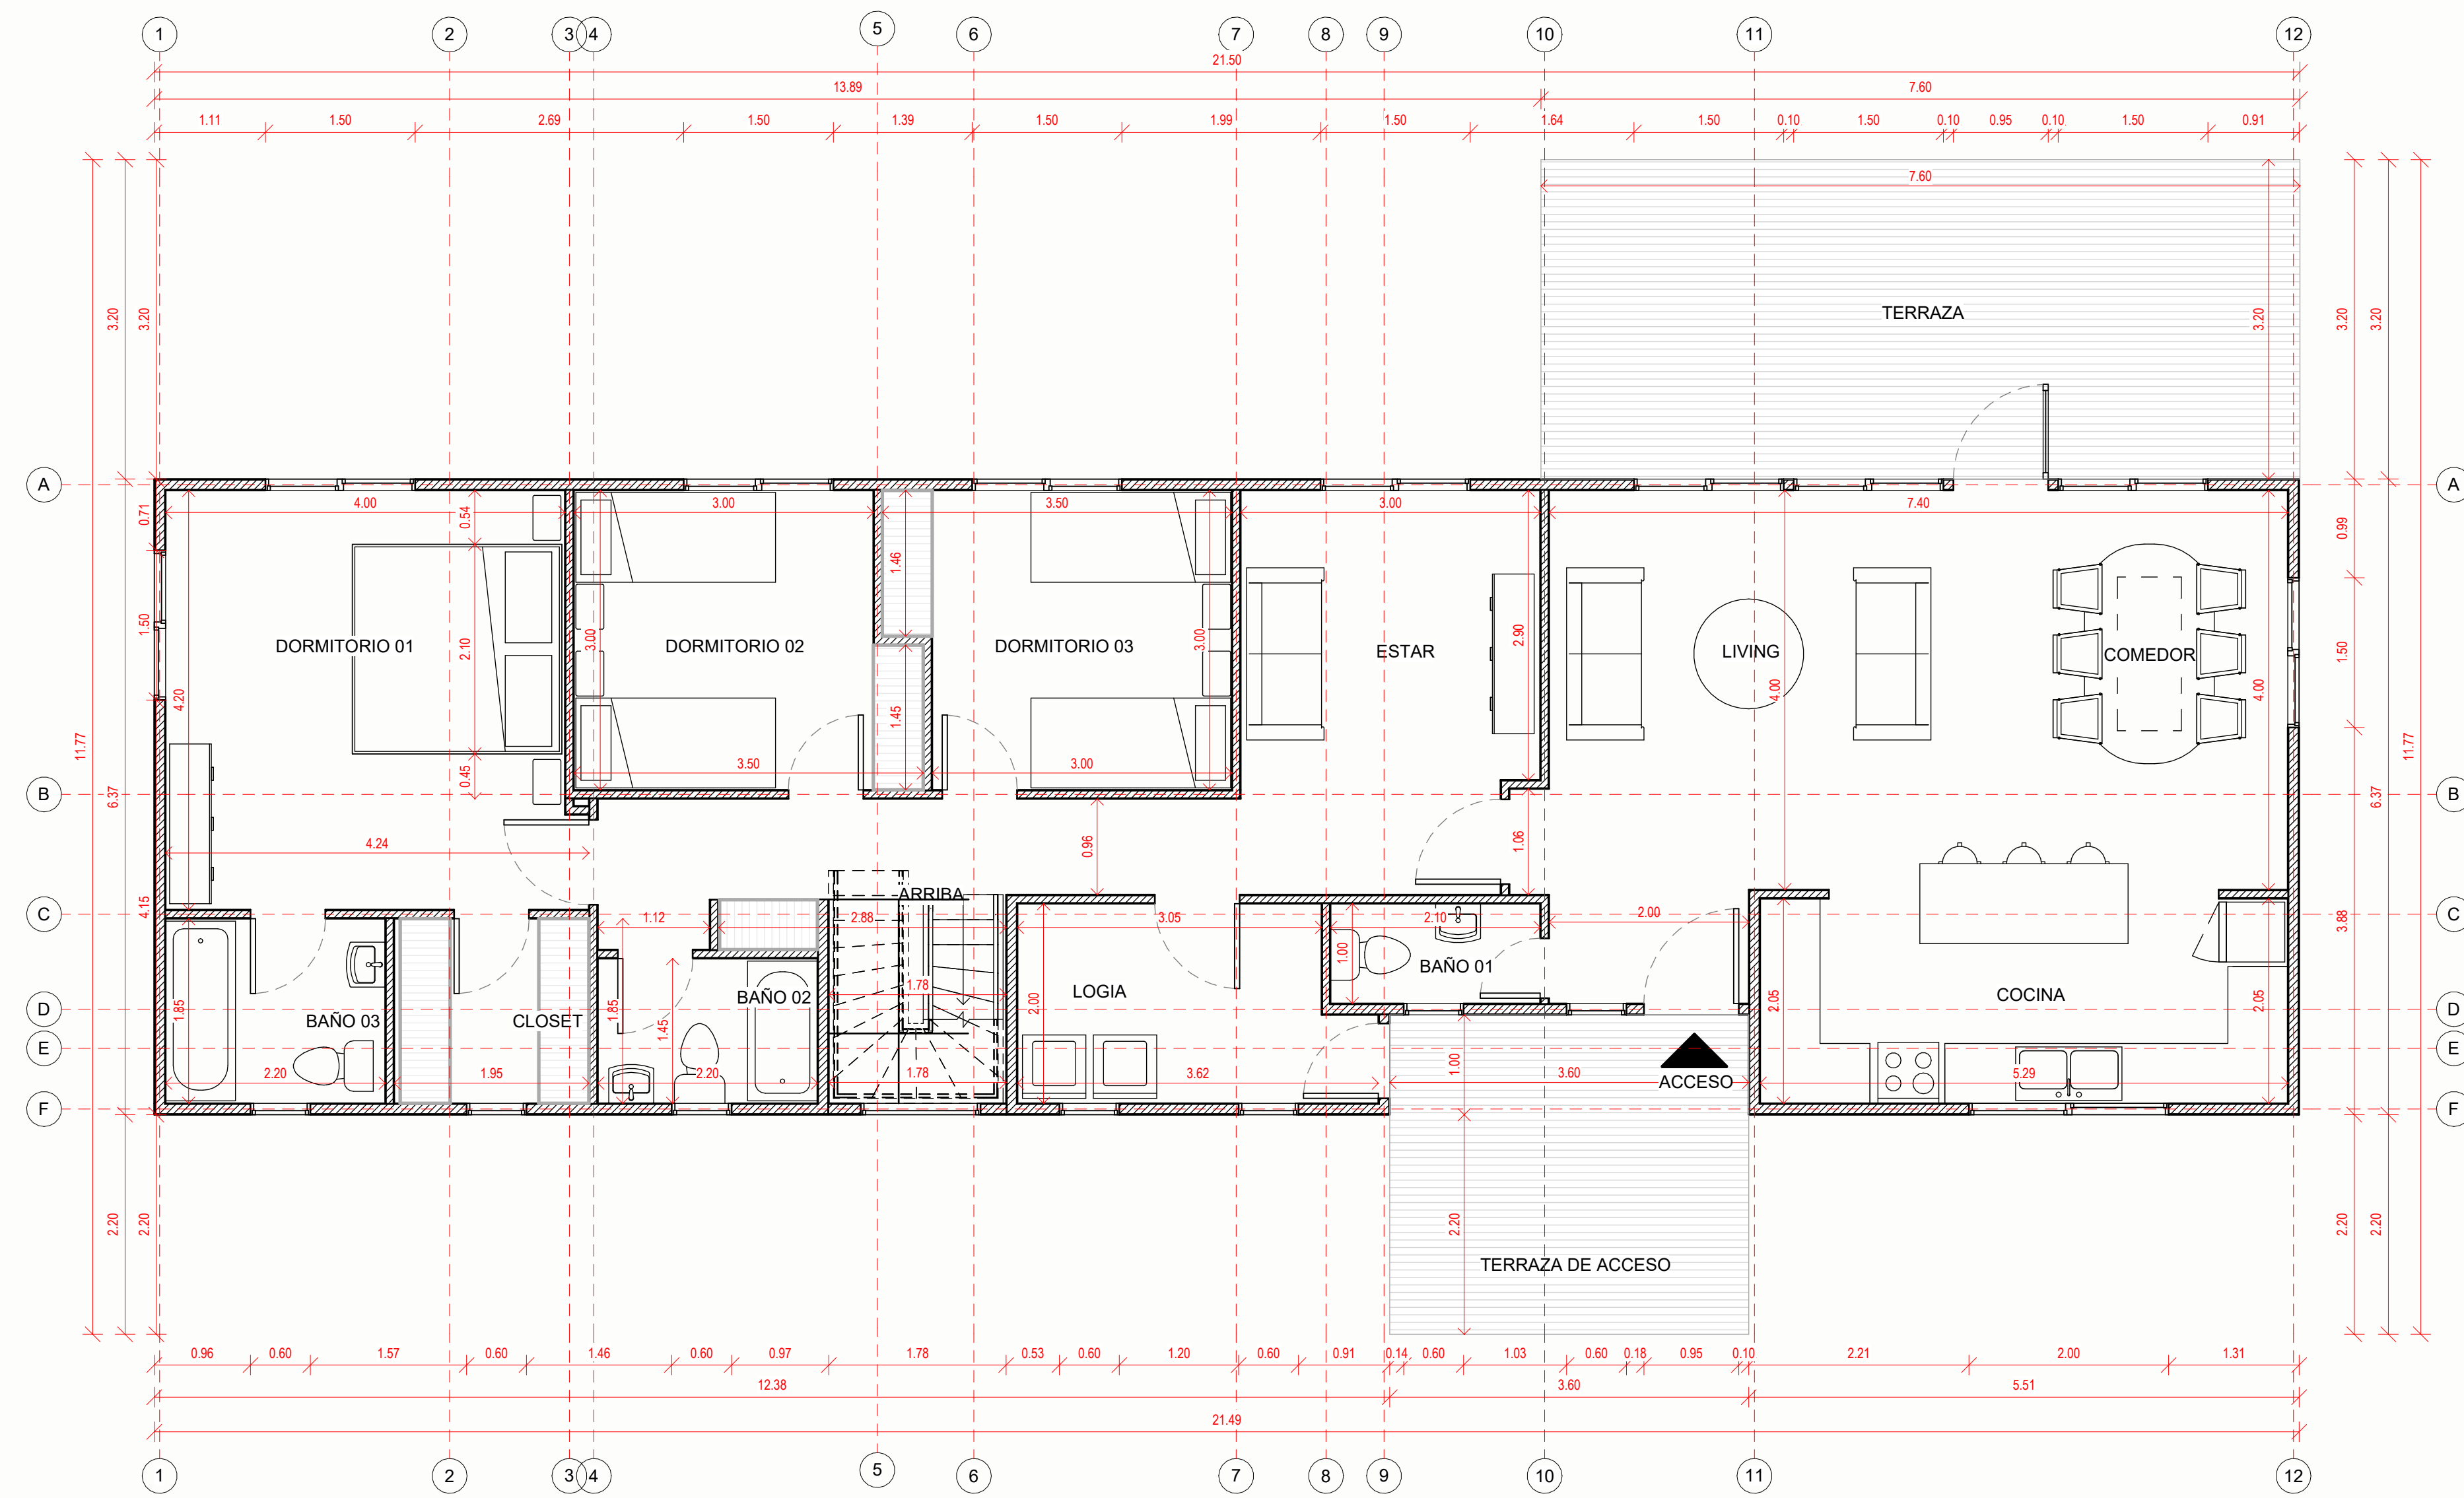 1 2 3 4 5 6 7 8 9 10 11 12
21.50
13.89 7.60
1.11 1.50 2.69 1.50 1.39 1.50 1.99 1.50 1.64 1.50 0.10 1.50 0.10 0.95 0.10 1.50 0.91
7.60
3.20 3.20 TERRAZA 3.20 3.20 3.20
A A
4.00 3.00 3.50 3.00 7.40
0.71 0.54 0.99
1.46
1.50 DORMITORIO 01 2.10 3.00 DORMITORIO 02 DORMITORIO 03 3.00 ESTAR 2.90 LIVING COMEDOR 1.50
4.20 1.45 4.00 4.00
11.77 11.77
3.50 3.00
0.45
B 6.37 6.37 B
4.24 0.96 1.06
ARRIBA
C 4.15 1.12 2.88 3.05 2.10 2.00 3.88 C
1.00 BAÑO 01
1.78 LOGIA COCINA
BAÑO 02
D 1.85 BAÑO 03 CLOSET 1.85 1.45 2.00 2.05 2.05 D
E 1.00 E
2.20 1.95 2.20 1.78 3.62 3.60 ACCESO 5.29
F F
2.20 2.20 2.20 2.20 2.20
TERRAZA DE ACCESO
0.96 0.60 1.57 0.60 1.46 0.60 0.97 1.78 0.53 0.60 1.20 0.60 0.91 0.14 0.60 1.03 0.60 0.18 0.95 0.10 2.21 2.00 1.31
12.38 3.60 5.51
21.49
1 2 3 4 5 6 7 8 9 10 11 12